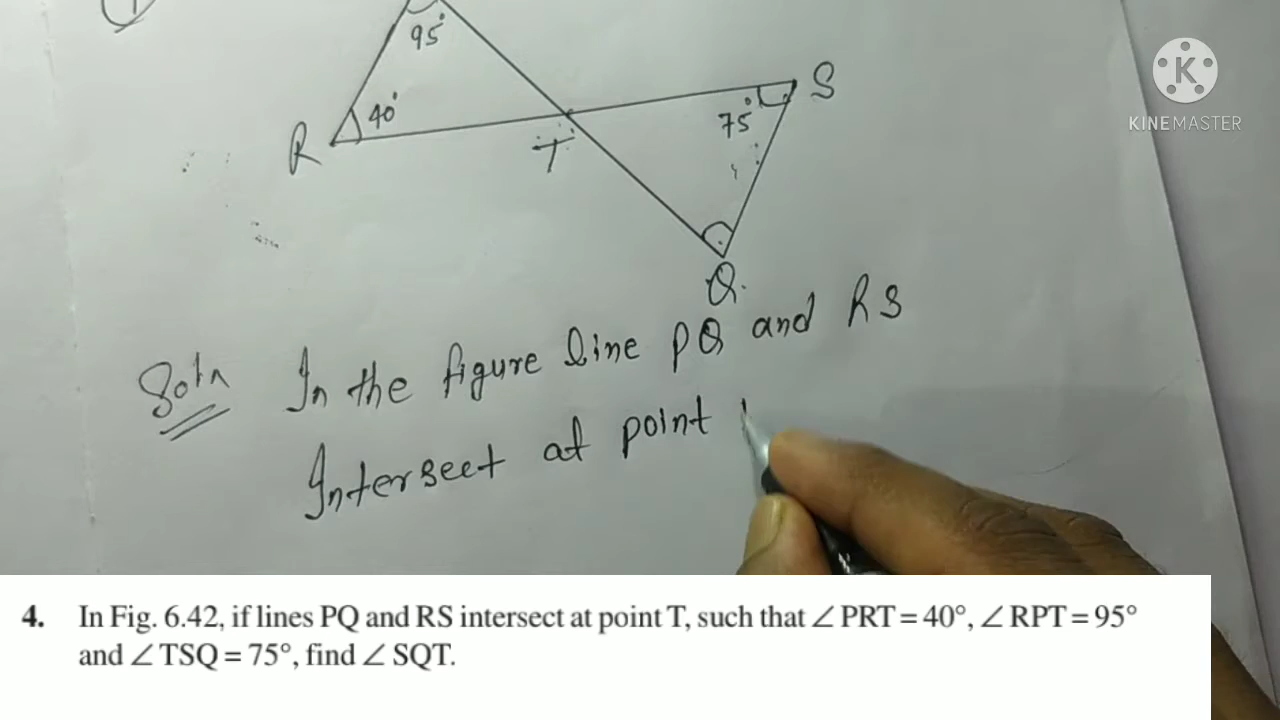 95°
40°
R
T
75°
S
Q.
KINEMASTER
Soln In the figure line PQ and RS
Intersect at point
4. In Fig. 6.42, if lines PQ and RS intersect at point T, such that ∠ PRT = 40°, ∠ RPT = 95°
and ∠ TSQ = 75°, find ∠ SQT.